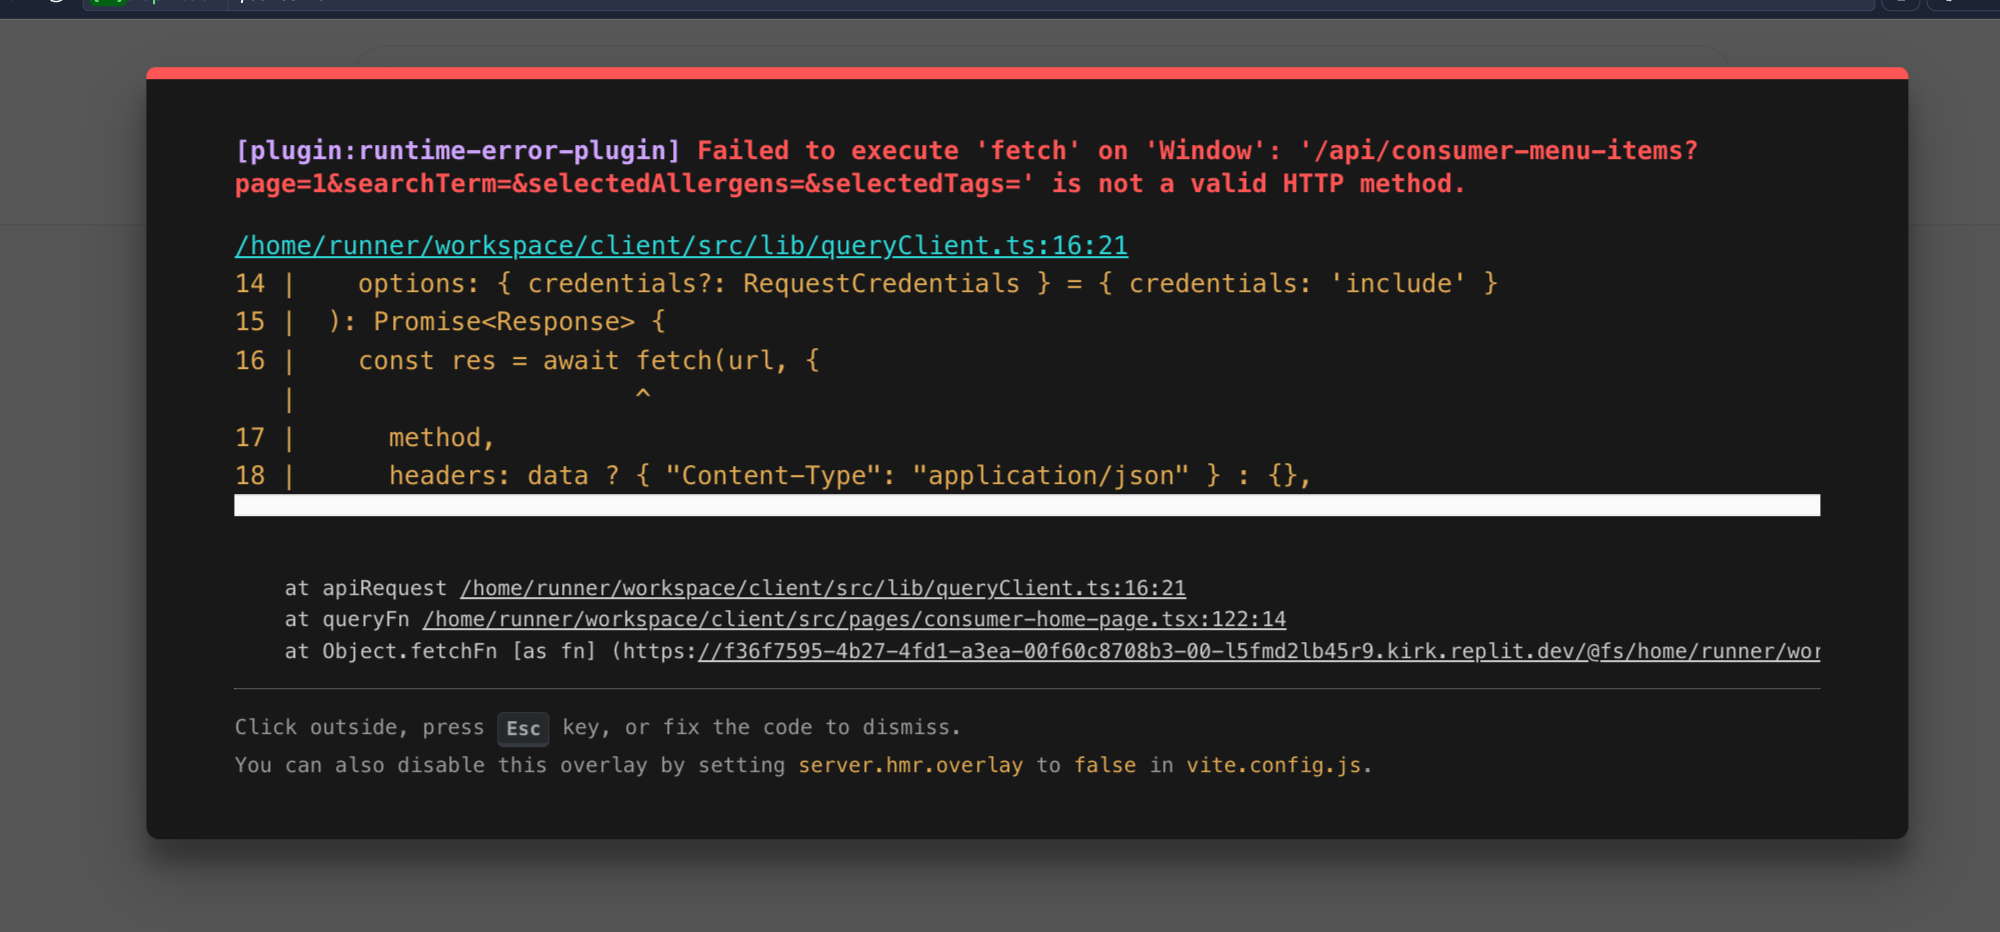 [plugin:runtime-error-plugin] Failed to execute 'fetch' on 'Window': '/api/consumer-menu-items?
page=1&searchTerm=&selectedAllergens=&selectedTags=' is not a valid HTTP method.
/home/runner/workspace/client/src/lib/queryClient.ts:16:21
14 |    options: { credentials?: RequestCredentials } = { credentials: 'include' }
15 |  ): Promise<Response> {
16 |    const res = await fetch(url, {
   |                      ^
17 |      method,
18 |      headers: data ? { "Content-Type": "application/json" } : {},
at apiRequest /home/runner/workspace/client/src/lib/queryClient.ts:16:21
at queryFn /home/runner/workspace/client/src/pages/consumer-home-page.tsx:122:14
at Object.fetchFn [as fn] (https://f36f7595-4b27-4fd1-a3ea-00f60c8708b3-00-l5fmd2lb45r9.kirk.replit.dev/@fs/home/runner/wor
Click outside, press Esc key, or fix the code to dismiss.
You can also disable this overlay by setting server.hmr.overlay to false in vite.config.js.